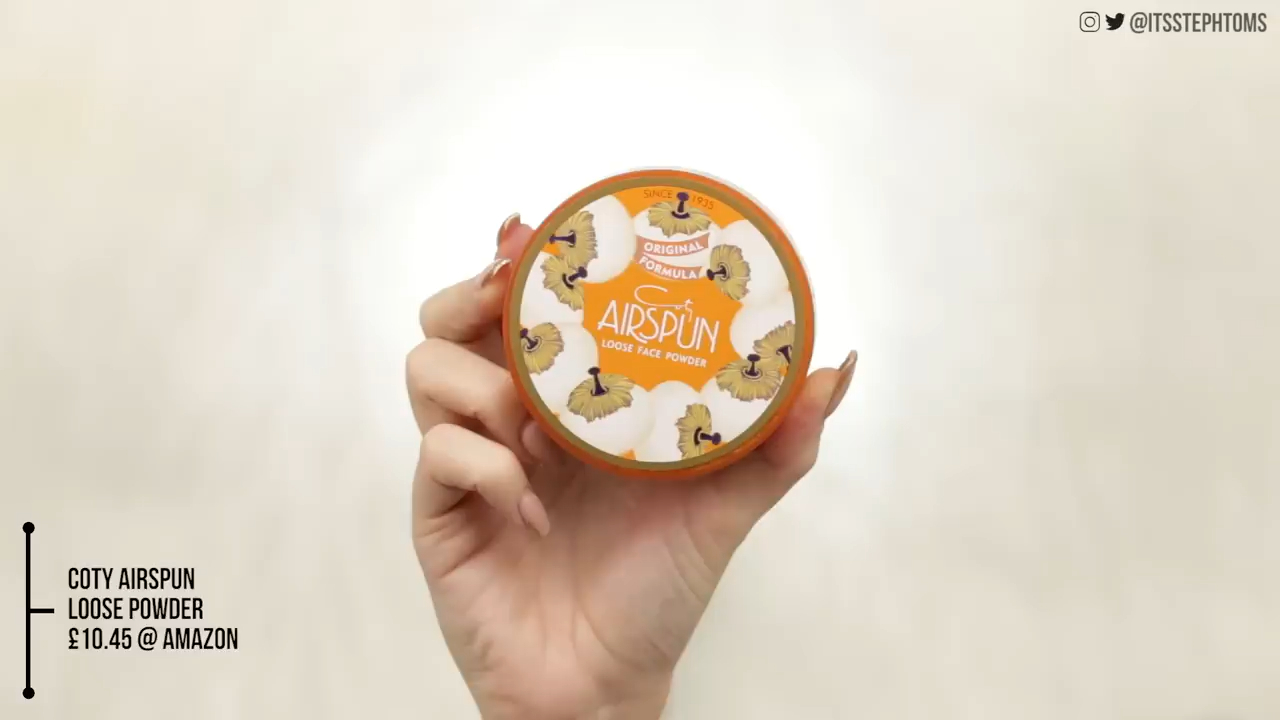 @ITSSTEPHTOMS
SINCE 1935
ORIGINAL
FORMULA
Coty
AIRSPUN
LOOSE FACE POWDER
COTY AIRSPUN
LOOSE POWDER
£10.45 @ AMAZON